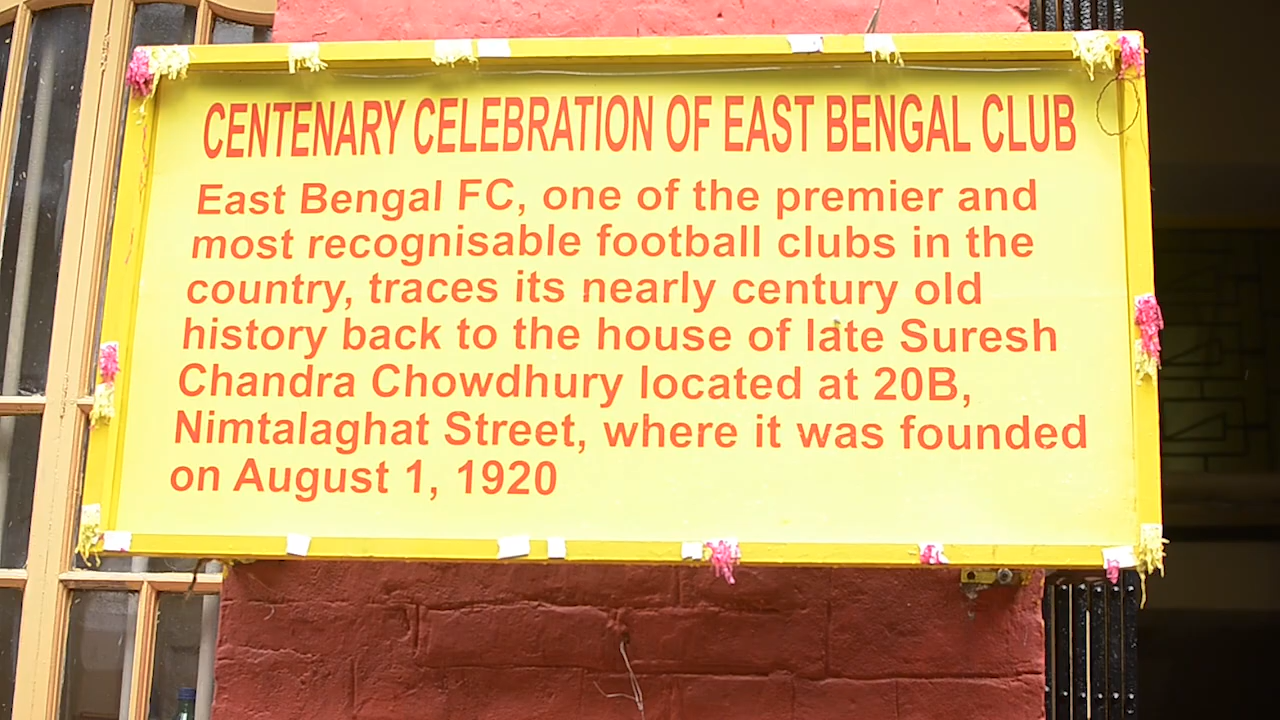 CENTENARY CELEBRATION OF EAST BENGAL CLUB
East Bengal FC, one of the premier and
most recognisable football clubs in the
country, traces its nearly century old
history back to the house of late Suresh
Chandra Chowdhury located at 20B,
Nimtalaghat Street, where it was founded
on August 1, 1920